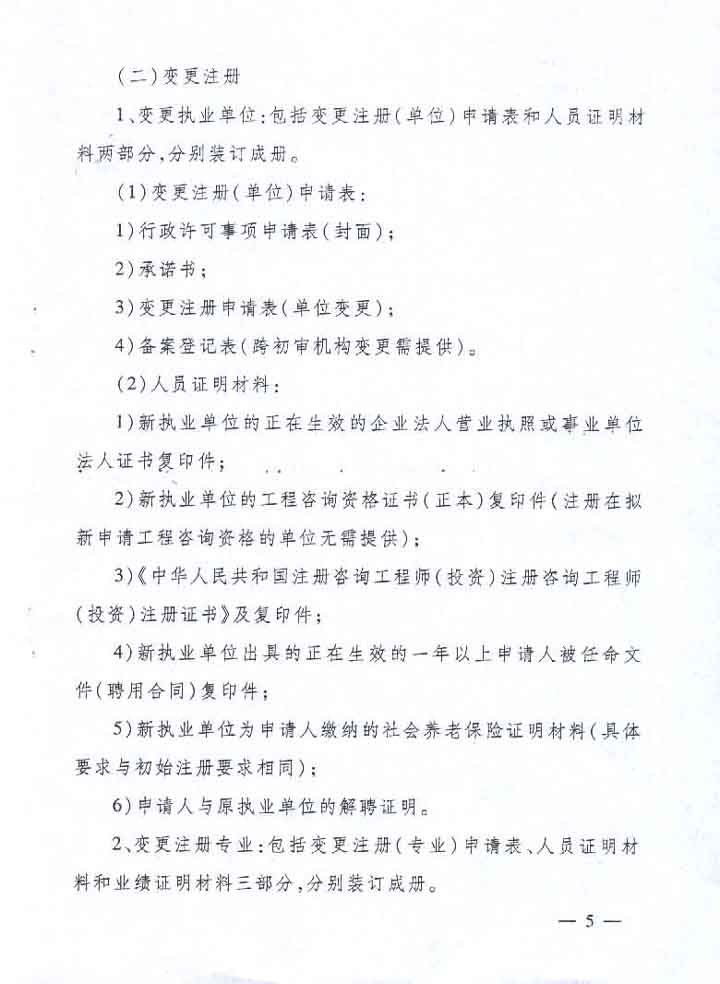 (二)变更注册
1、变更执业单位:包括变更注册(单位)申请表和人员证明材
料两部分,分别装订成册。
(1)变更注册(单位)申请表:
1)行政许可事项申请表(封面);
2)承诺书;
3)变更注册申请表(单位变更);
4)备案登记表(跨初审机构变更需提供)。
(2)人员证明材料:
1)新执业单位的正在生效的企业法人营业执照或事业单位
法人证书复印件;
2)新执业单位的工程咨询资格证书(正本)复印件(注册在拟
新申请工程咨询资格的单位无需提供);
3)《中华人民共和国注册咨询工程师(投资)注册咨询工程师
(投资)注册证书》及复印件;
4)新执业单位出具的正在生效的一年以上申请人被任命文
件(聘用合同)复印件;
5)新执业单位为申请人缴纳的社会养老保险证明材料(具体
要求与初始注册要求相同);
6)申请人与原执业单位的解聘证明。
2、变更注册专业:包括变更注册(专业)申请表、人员证明材
料和业绩证明材料三部分,分别装订成册。
— 5 —